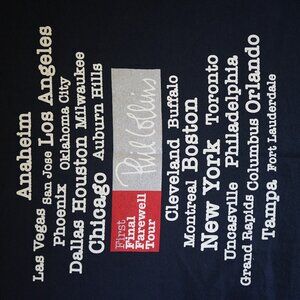 Anaheim
Las Vegas San Jose Los Angeles
Phoenix Oklahoma City
Dallas Houston Milwaukee
Chicago Auburn Hills
First
Final
Farewell
Tour
Phil Collins
Cleveland Buffalo
Montreal Boston
New York Toronto
Uncasville Philadelphia
Grand Rapids Columbus Orlando
Tampa Fort Lauderdale